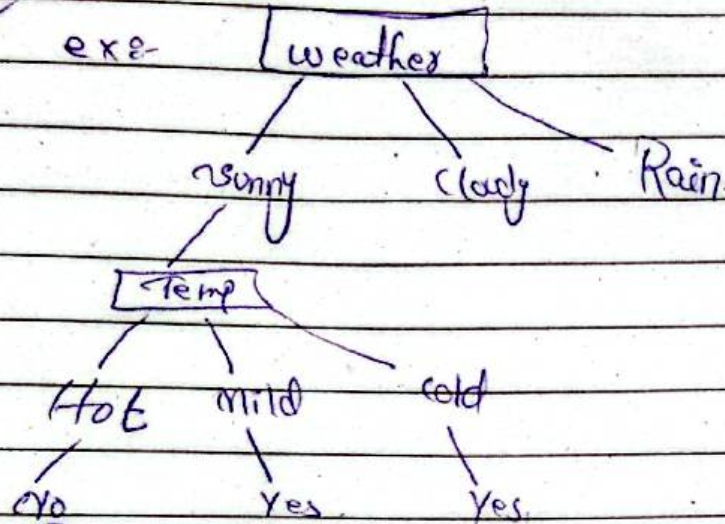 ex:- weather
Sunny Cloudy Rain
Temp
Hot Mild cold
No Yes Yes